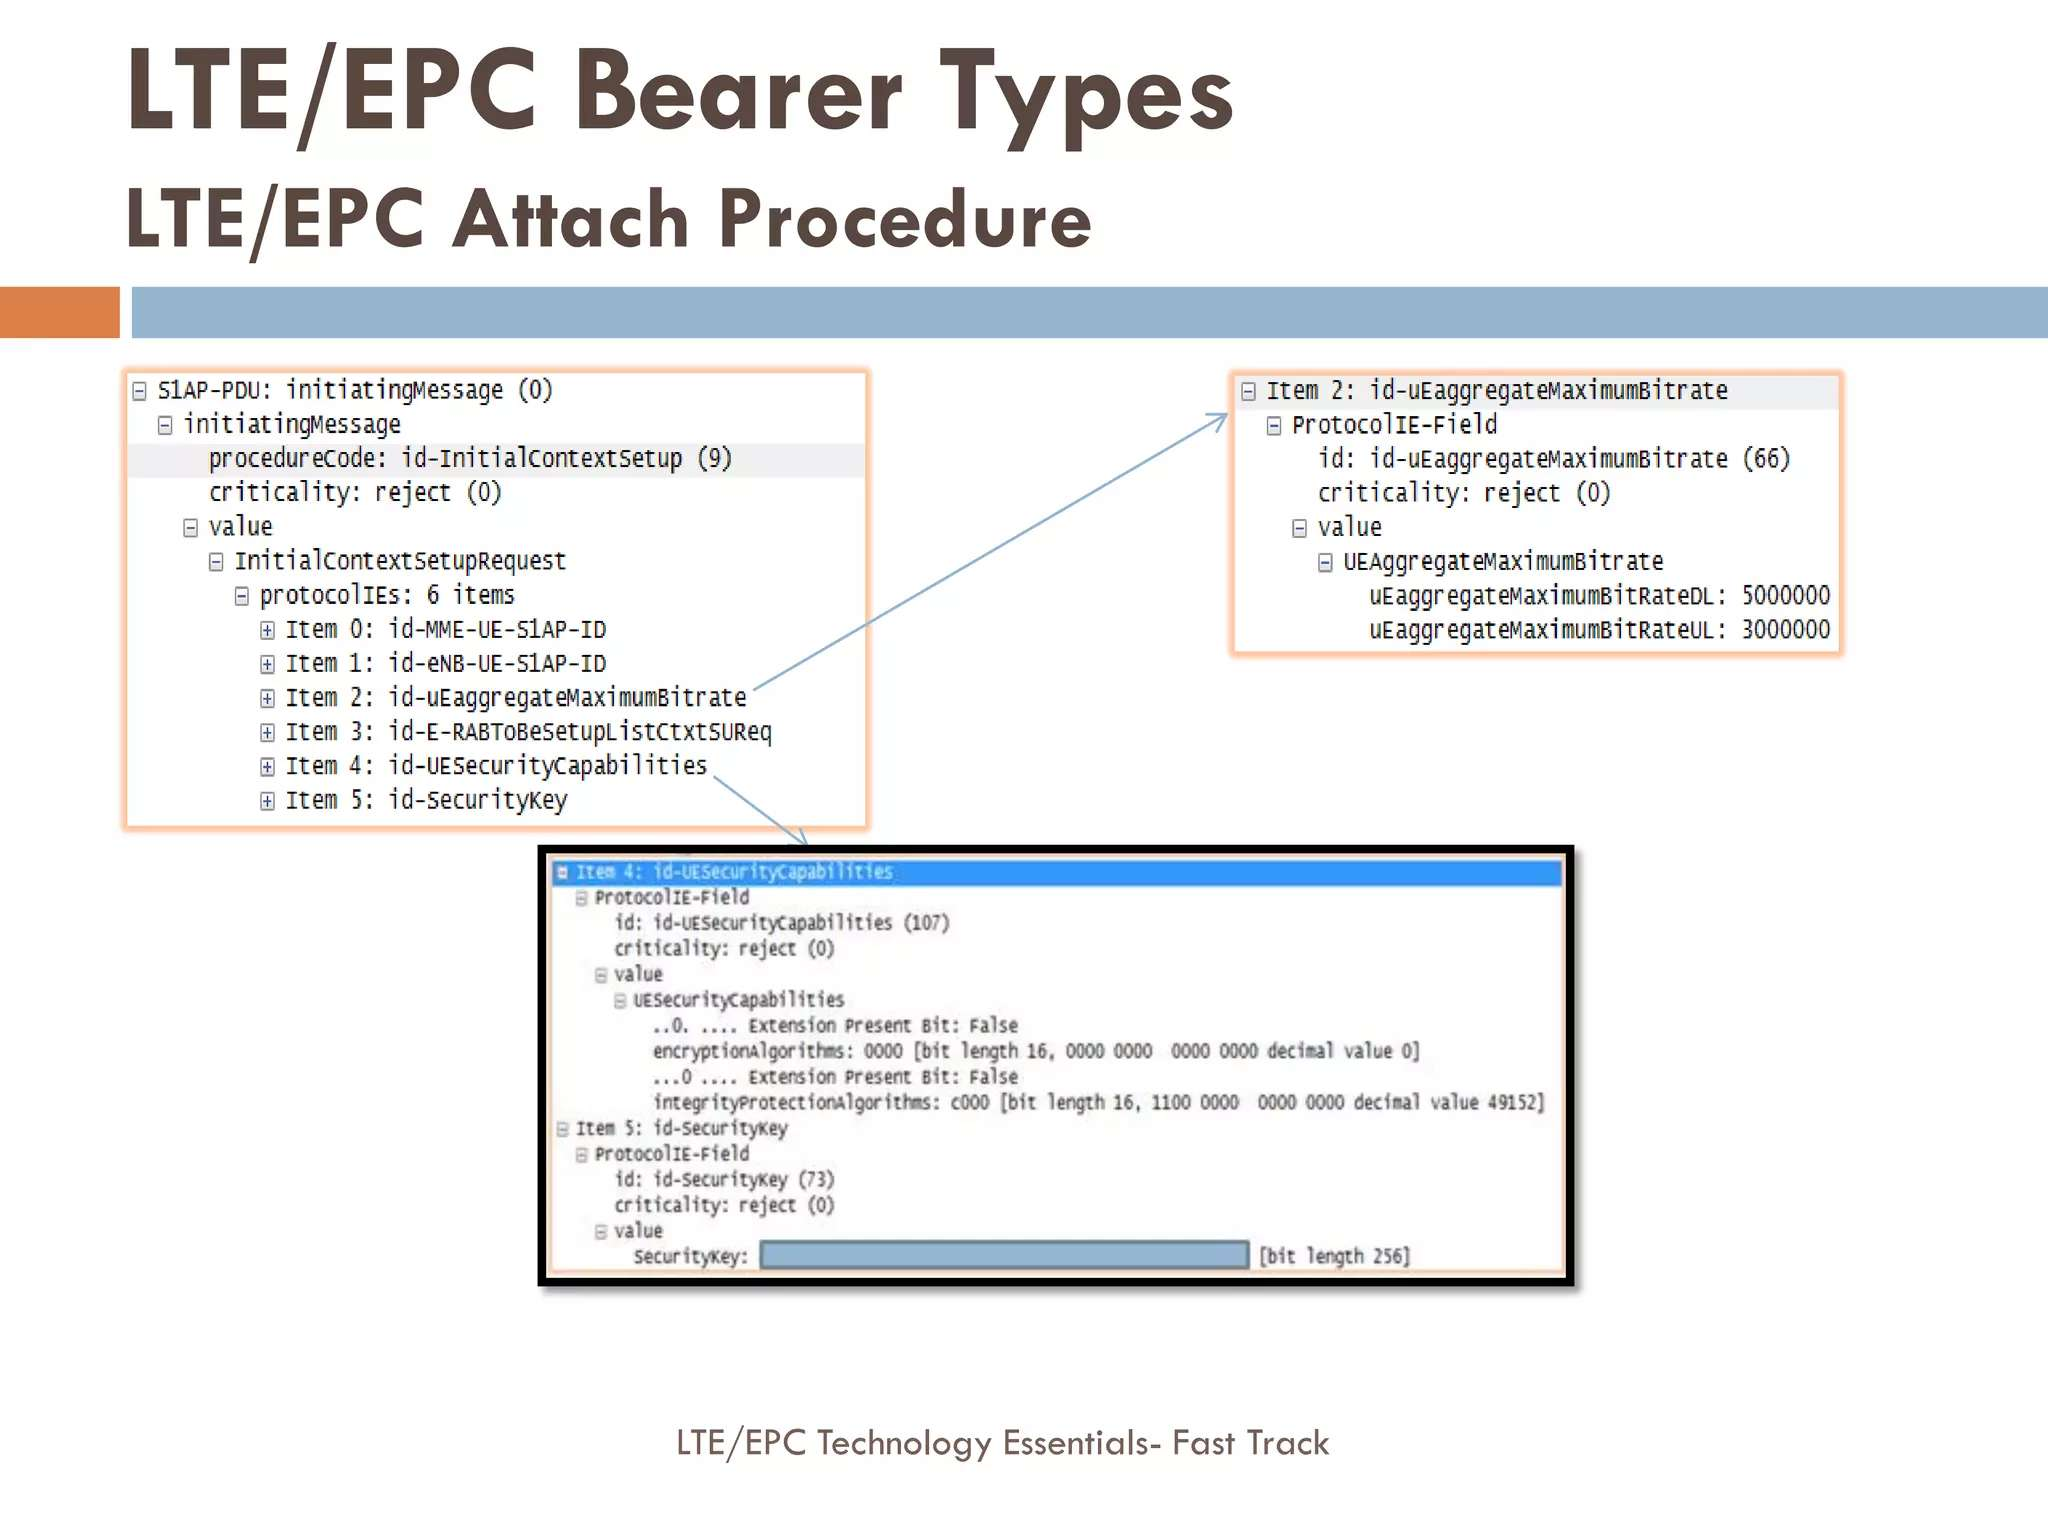 LTE/EPC Bearer Types
LTE/EPC Attach Procedure
S1AP-PDU: initiatingMessage (0)
initiatingMessage
procedureCode: id-InitialContextSetup (9)
criticality: reject (0)
value
InitialContextSetupRequest
protocolIEs: 6 items
Item 0: id-MME-UE-S1AP-ID
Item 1: id-eNB-UE-S1AP-ID
Item 2: id-uEaggregateMaximumBitrate
Item 3: id-E-RABToBeSetupListCtxtSUReq
Item 4: id-UESecurityCapabilities
Item 5: id-SecurityKey
Item 2: id-uEaggregateMaximumBitrate
ProtocolIE-Field
id: id-uEaggregateMaximumBitrate (66)
criticality: reject (0)
value
UEAggregateMaximumBitrate
uEaggregateMaximumBitRateDL: 5000000
uEaggregateMaximumBitRateUL: 3000000
Item 4: id-UESecurityCapabilities
ProtocolIE-Field
id: id-UESecurityCapabilities (107)
criticality: reject (0)
value
UESecurityCapabilities
..0. .... Extension Present Bit: False
encryptionAlgorithms: 0000 [bit length 16, 0000 0000  0000 0000 decimal value 0]
...0 .... Extension Present Bit: False
integrityProtectionAlgorithms: c000 [bit length 16, 1100 0000  0000 0000 decimal value 49152]
Item 5: id-SecurityKey
ProtocolIE-Field
id: id-SecurityKey (73)
criticality: reject (0)
value
SecurityKey: [bit length 256]
LTE/EPC Technology Essentials- Fast Track